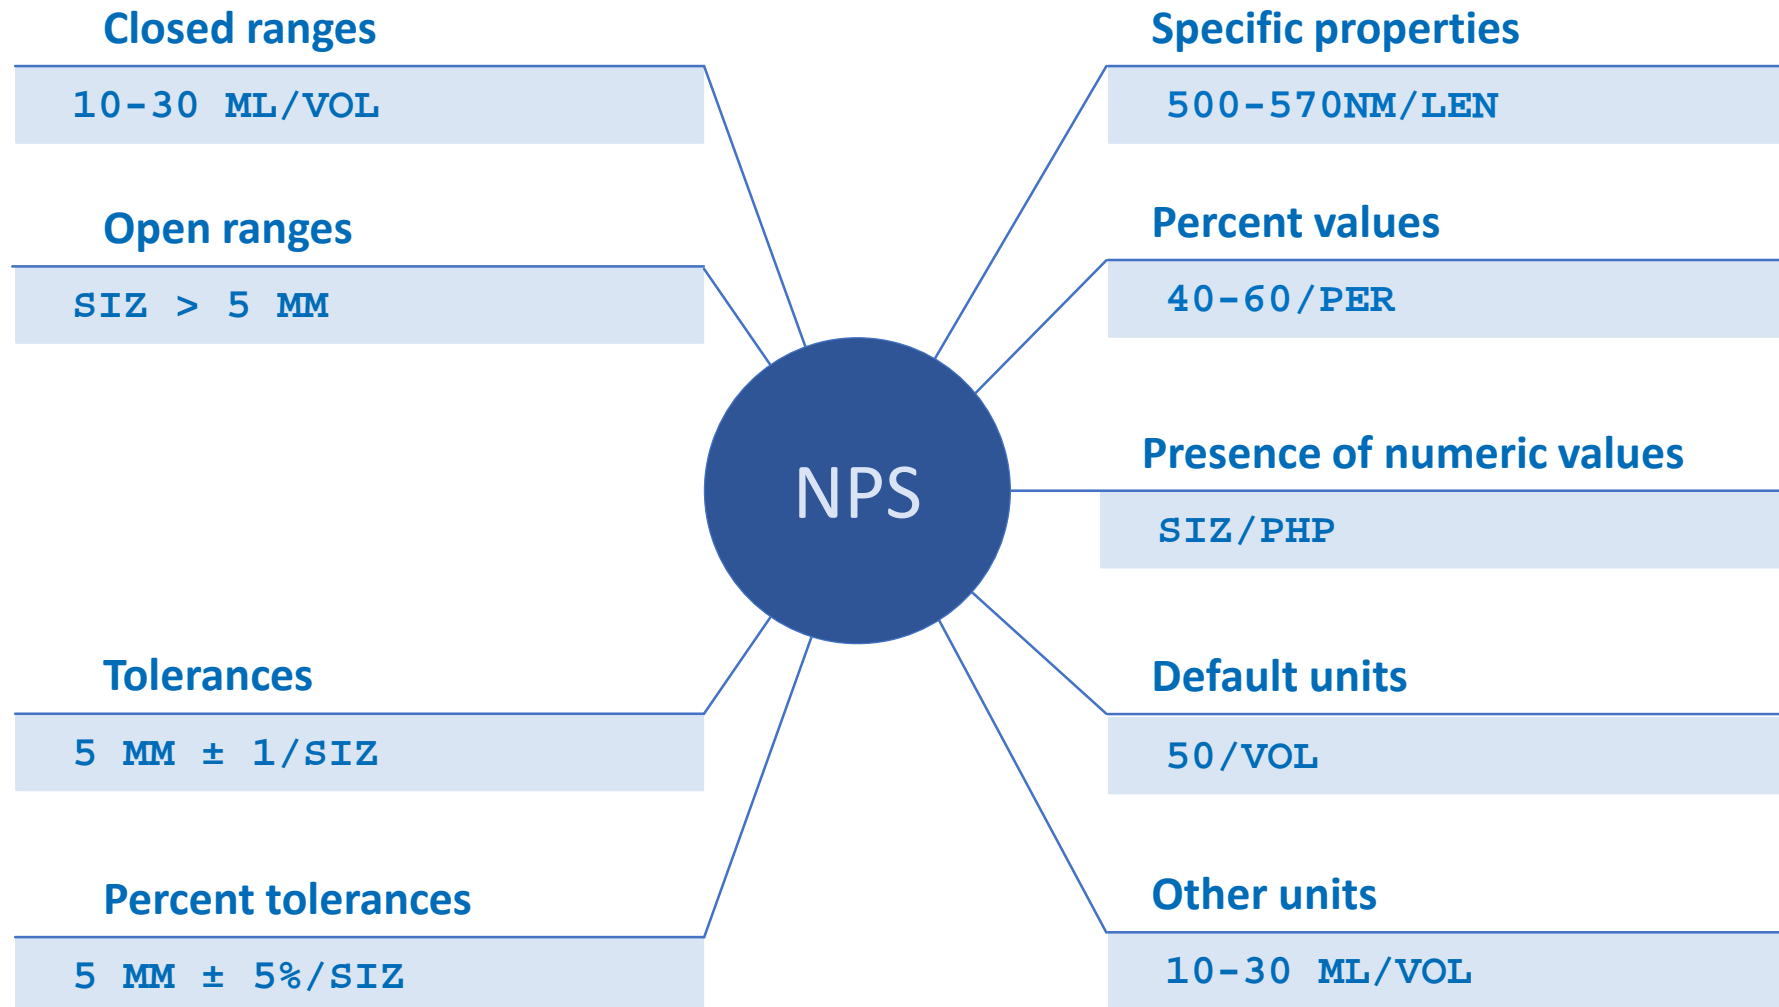 Closed ranges
10-30 ML/VOL
Open ranges
SIZ > 5 MM
Tolerances
5 MM ± 1/SIZ
Percent tolerances
5 MM ± 5%/SIZ
NPS
Specific properties
500-570NM/LEN
Percent values
40-60/PER
Presence of numeric values
SIZ/PHP
Default units
50/VOL
Other units
10-30 ML/VOL